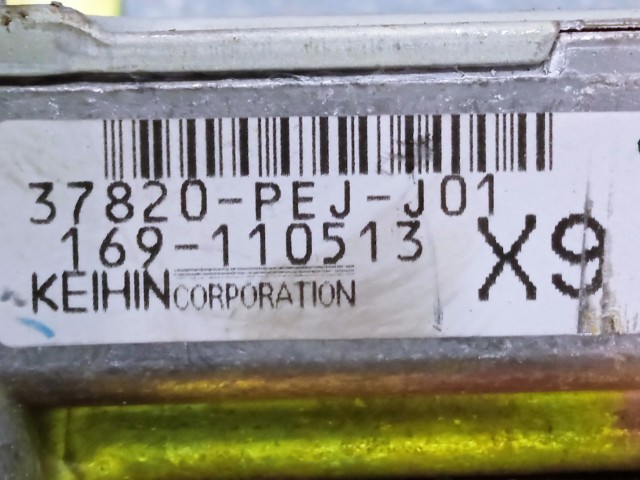 37820-PEJ-J01
169-110513
KEIHIN CORPORATION
X9